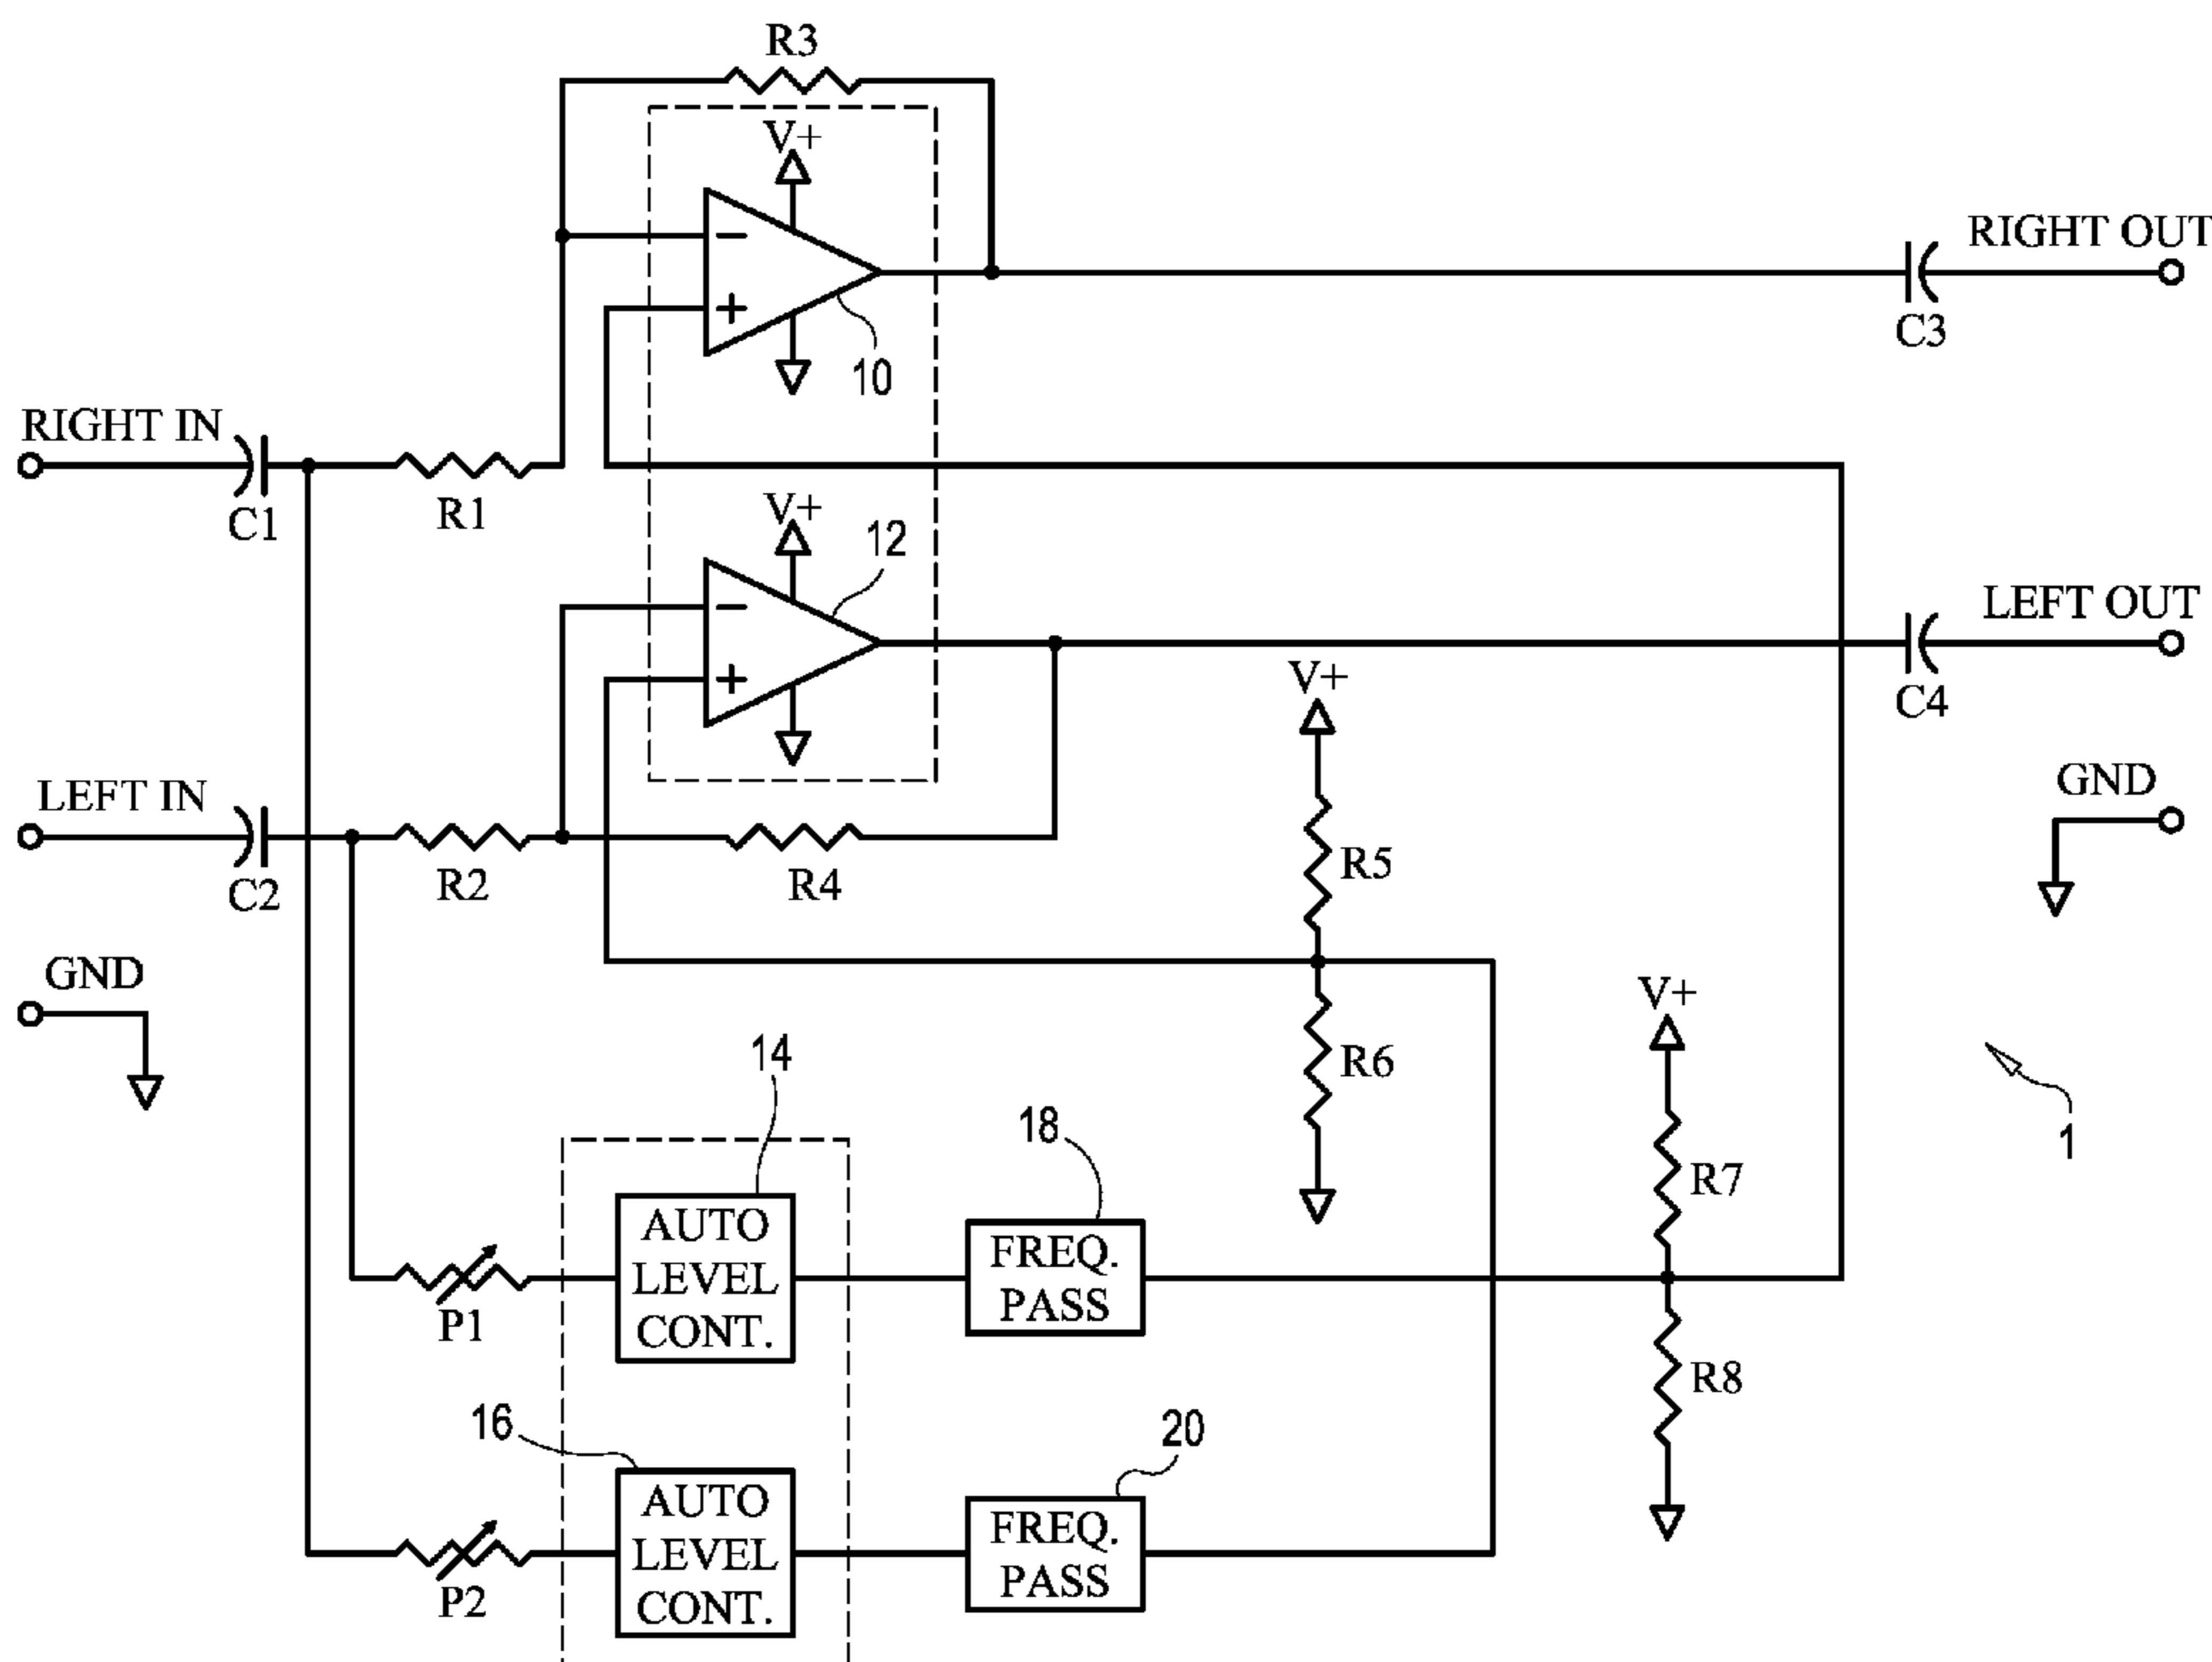 R3
V+
−
+
10
RIGHT OUT
C3
RIGHT IN
C1
R1
V+
12
−
+
LEFT OUT
C4
V+
LEFT IN
C2
R2
R4
R5
GND
GND
R6
V+
1
14
18
R7
AUTO
LEVEL
CONT.
FREQ.
PASS
P1
R8
16
20
AUTO
LEVEL
CONT.
FREQ.
PASS
P2